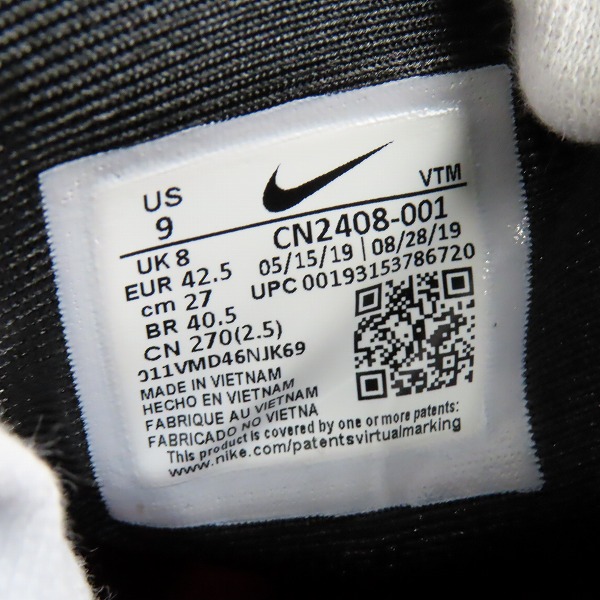 US
9
VTM
UK 8
CN2408-001
EUR 42.5
05/15/19 | 08/28/19
cm 27
UPC 00193153786720
BR 40.5
CN 270(2.5)
011VMD46NJK69
MADE IN VIETNAM
HECHO EN VIETNAM
FABRIQUE AU VIETNAM
FABRICADO NO VIETNA
This product is covered by one or more patents:
www.nike.com/patentsvirtualmarking